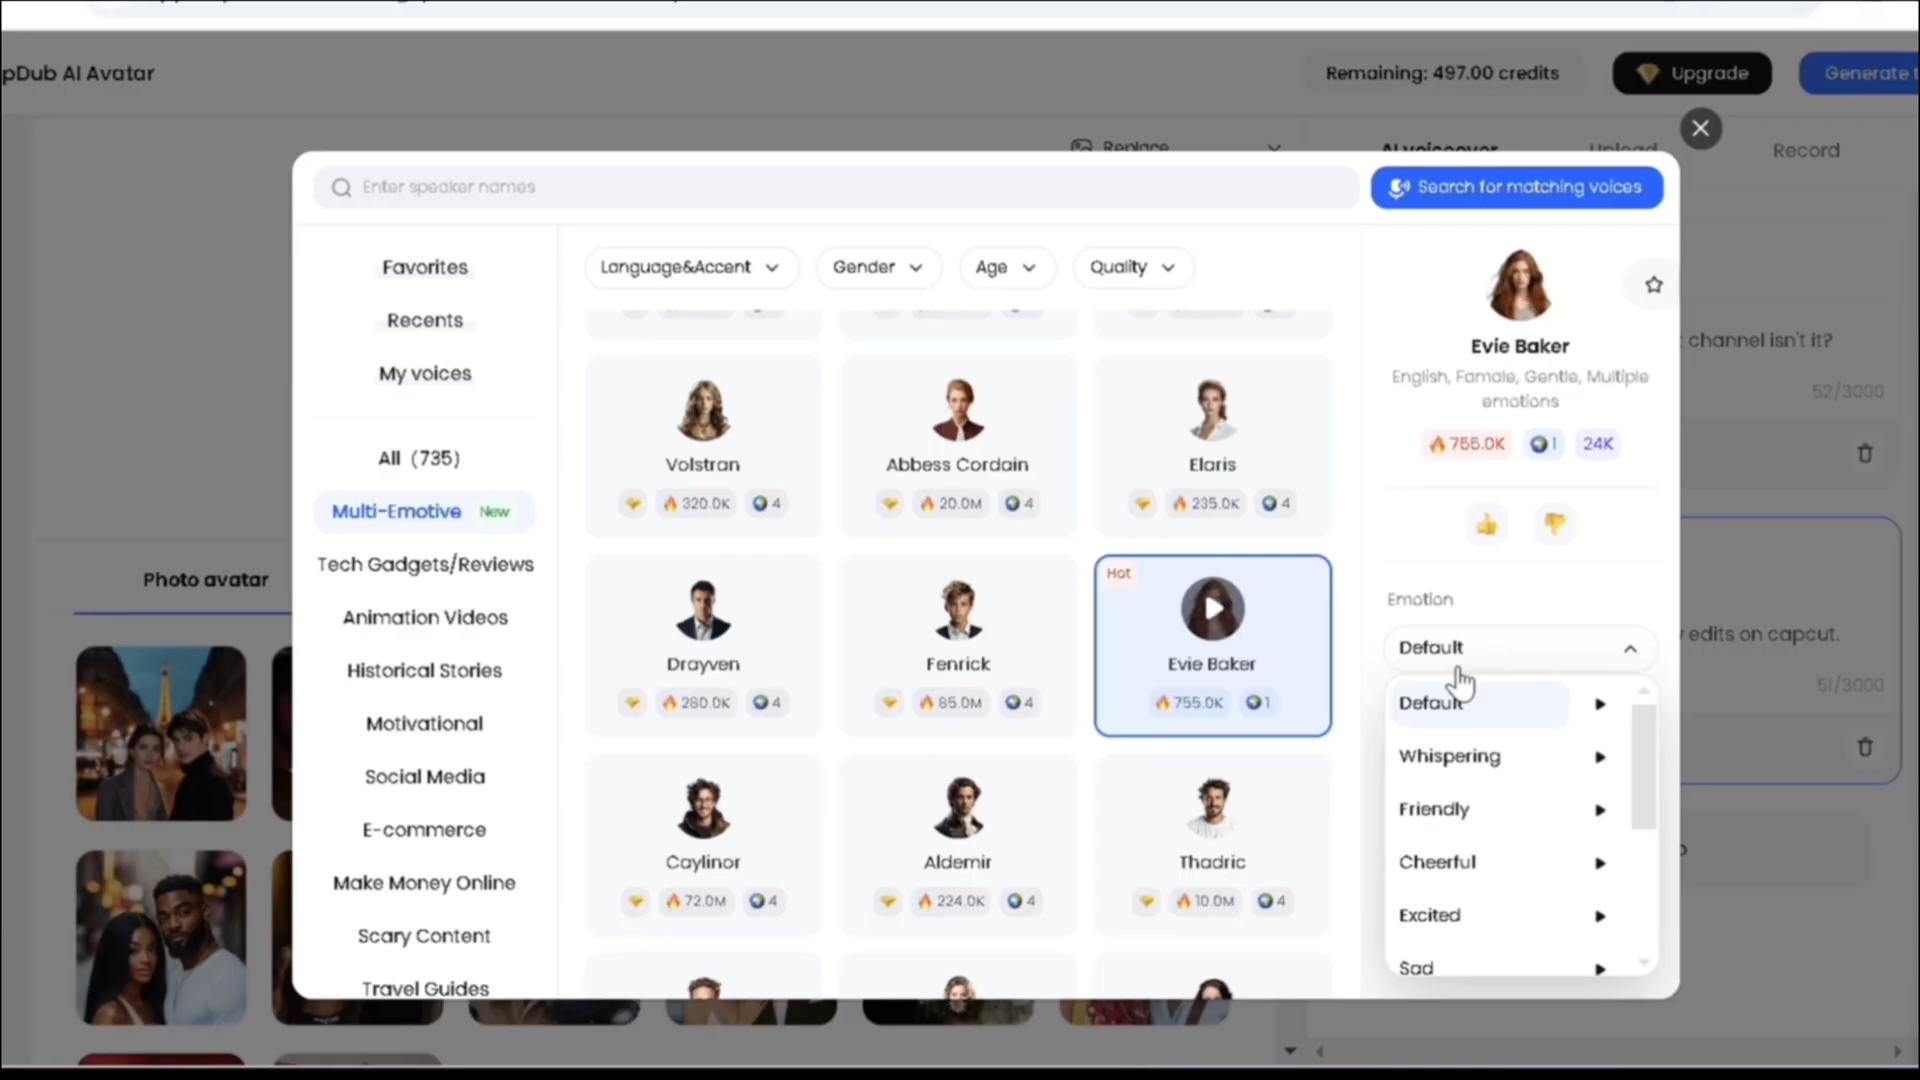 pDub AI Avatar
Remaining: 497.00 credits
Upgrade
Generate t
Replace
AI voiceover
Upload
Record
Enter speaker names
Search for matching voices
Favorites
Recents
My voices
All (735)
Multi-Emotive New
Tech Gadgets/Reviews
Animation Videos
Historical Stories
Motivational
Social Media
E-commerce
Make Money Online
Scary Content
Travel Guides
Language&Accent
Gender
Age
Quality
Volstran
320.0K
4
Abbess Cordain
20.0M
4
Elaris
235.0K
4
Drayven
280.0K
4
Fenrick
85.0M
4
Hot
Evie Baker
755.0K
1
Caylinor
72.0M
4
Aldemir
224.0K
4
Thadric
10.0M
4
Evie Baker
English, Famale, Gentle, Multiple
emotions
755.0K
1
24K
Emotion
Default
Default
Whispering
Friendly
Cheerful
Excited
Sad
channel isn't it?
52/3000
edits on capcut.
51/3000
Photo avatar